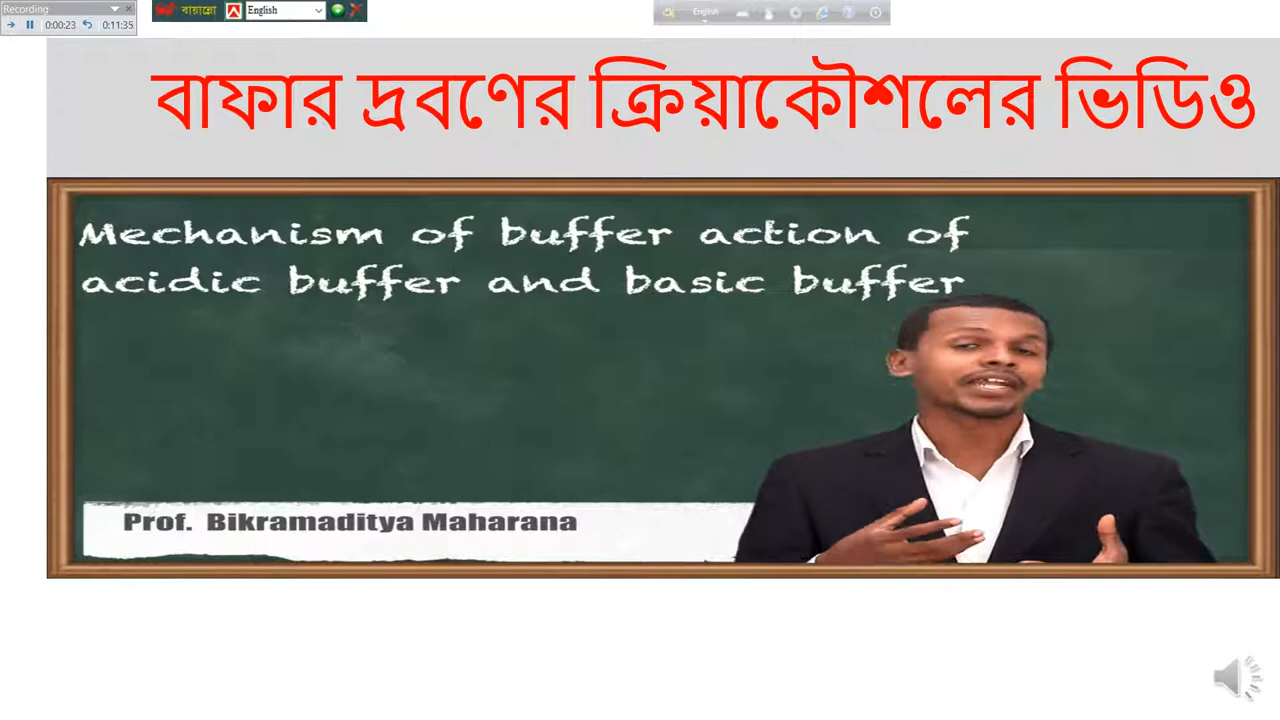 Recording
0:00:23 0:11:35
বায়ান্নো English
English
বাফার দ্রবণের ক্রিয়াকৌশলের ভিডিও
Mechanism of buffer action of
acidic buffer and basic buffer
Prof. Bikramaditya Maharana